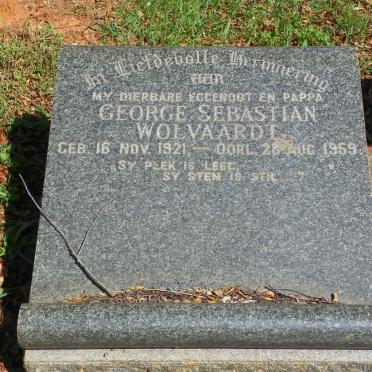 In Liefdevolle Herinnering
aan
MY DIERBARE EGGENOOT EN PAPPA
GEORGE SEBASTIAN
WOLVAARDT
GEB. 16 NOV. 1921 — OORL. 28 AUG. 1959.
„SY PLEK IS LEEG,
SY STEM IS STIL...."